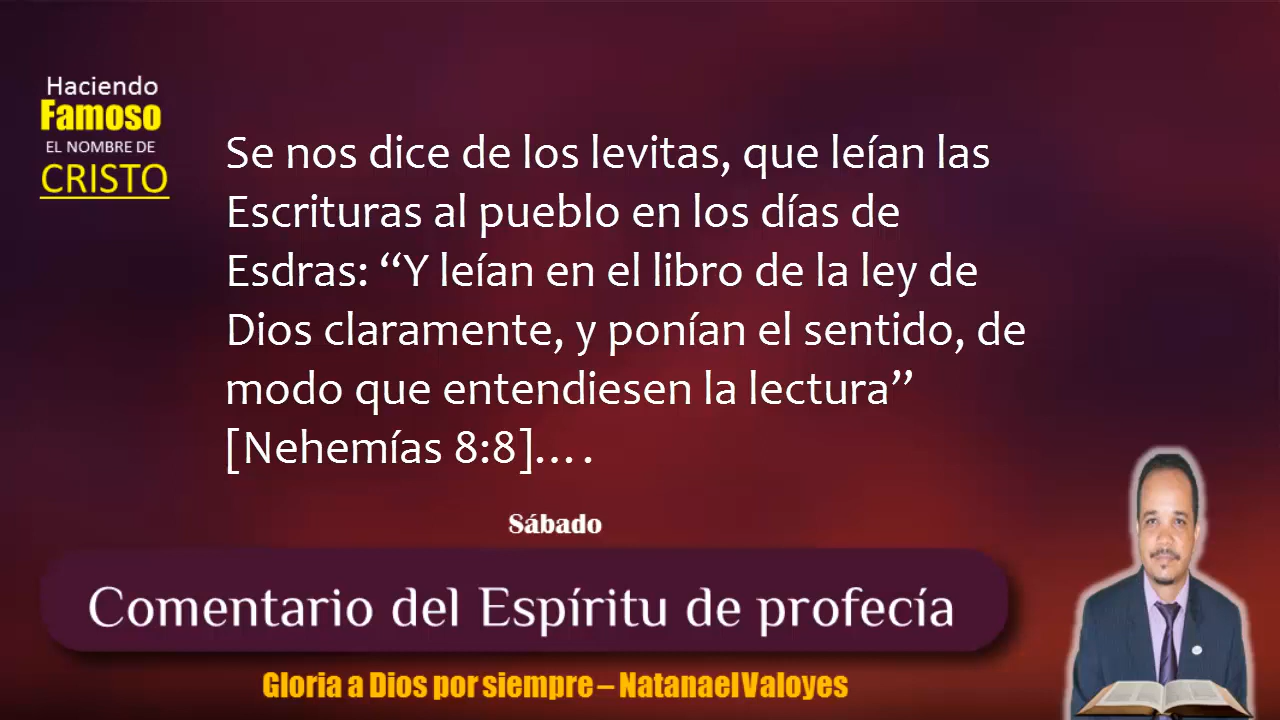 Haciendo
Famoso
EL NOMBRE DE
CRISTO
Se nos dice de los levitas, que leían las
Escrituras al pueblo en los días de
Esdras: “Y leían en el libro de la ley de
Dios claramente, y ponían el sentido, de
modo que entendiesen la lectura”
[Nehemías 8:8]….
Sábado
Comentario del Espíritu de profecía
Gloria a Dios por siempre – Natanael Valoyes